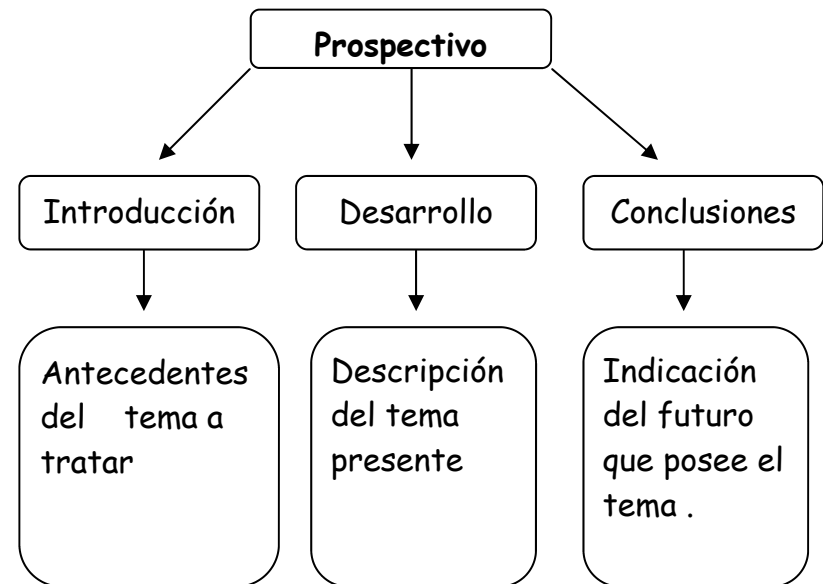 Prospectivo
Introducción
Desarrollo
Conclusiones
Antecedentes
del tema a
tratar
Descripción
del tema
presente
Indicación
del futuro
que posee el
tema .